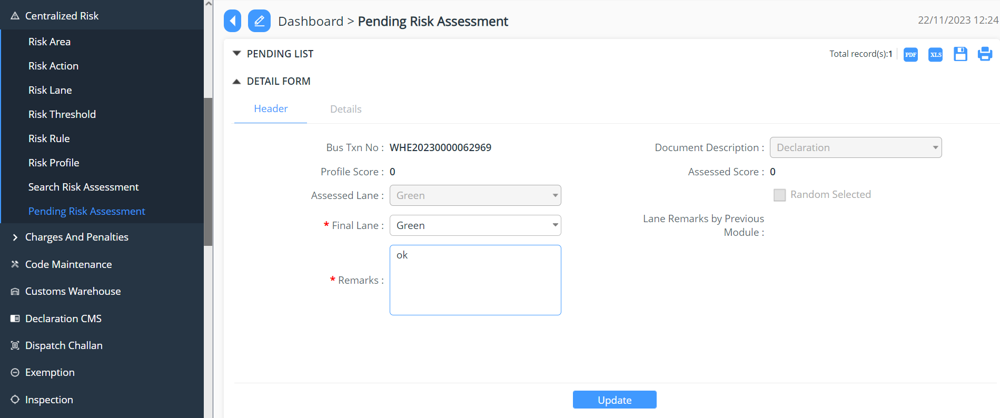 Centralized Risk
Risk Area
Risk Action
Risk Lane
Risk Threshold
Risk Rule
Risk Profile
Search Risk Assessment
Pending Risk Assessment
Charges And Penalties
Code Maintenance
Customs Warehouse
Declaration CMS
Dispatch Challan
Exemption
Inspection
Dashboard > Pending Risk Assessment
22/11/2023 12:24
PENDING LIST
Total record(s):1
PDF
XLS
DETAIL FORM
Header
Details
Bus Txn No : WHE20230000062969
Document Description : Declaration
Profile Score : 0
Assessed Score : 0
Assessed Lane : Green
Random Selected
* Final Lane : Green
Lane Remarks by Previous
Module :
* Remarks : ok
Update